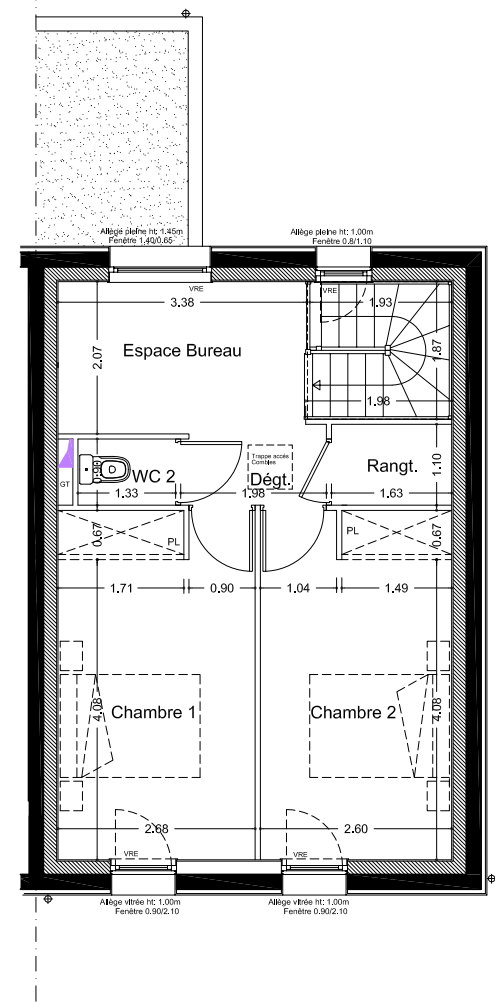 Allège pleine ht: 1.45m
Fenêtre 1.40/0.65
Allège pleine ht: 1.00m
Fenêtre 0.8/1.10
VRE
VRE
3.38
1.93
2.07
Espace Bureau
1.87
1.98
WC 2
GT
1.33
Trappe accès
Combles
Dégt.
1.98
Rangt.
1.10
1.63
0.67
PL
PL
0.67
1.71
0.90
1.04
1.49
4.08
Chambre 1
Chambre 2
4.08
2.68
2.60
VRE
VRE
Allège vitrée ht: 1.00m
Fenêtre 0.90/2.10
Allège vitrée ht: 1.00m
Fenêtre 0.90/2.10